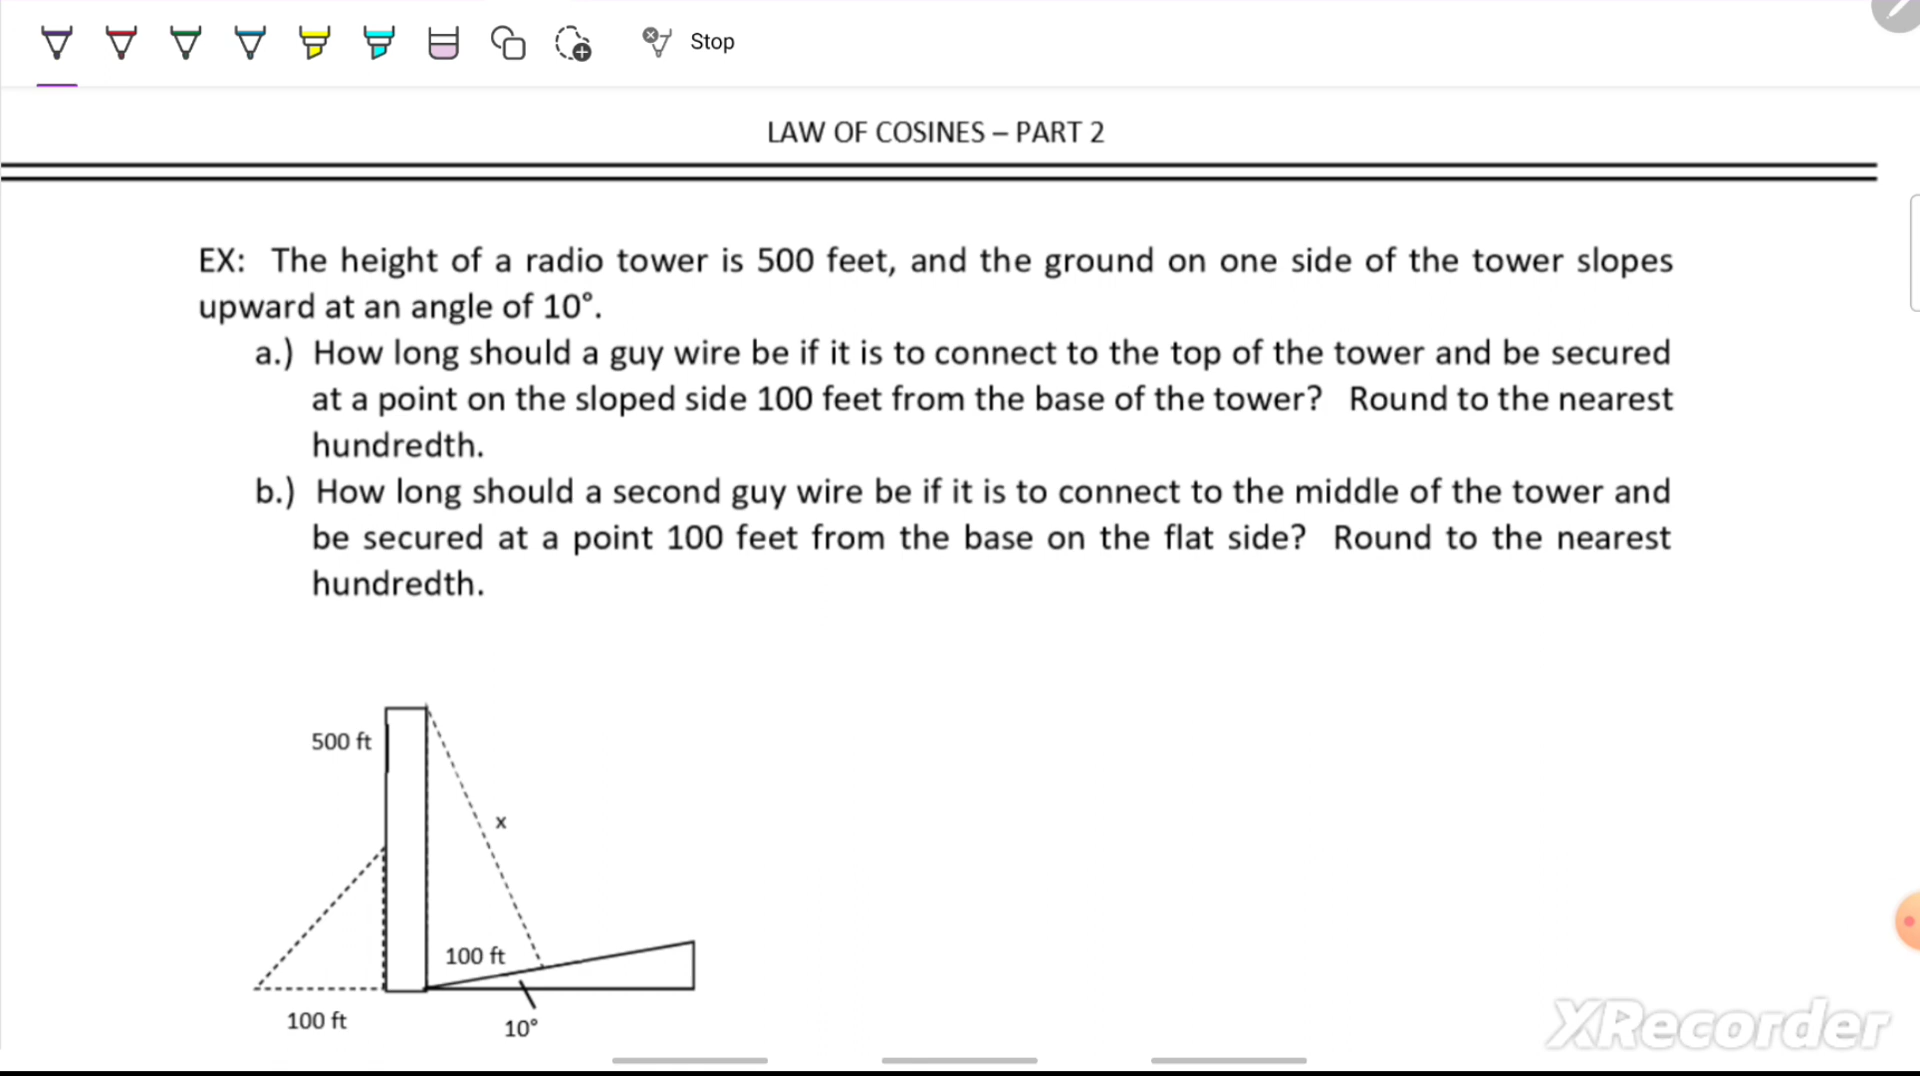 Stop
LAW OF COSINES – PART 2
EX: The height of a radio tower is 500 feet, and the ground on one side of the tower slopes
upward at an angle of 10°.
a.) How long should a guy wire be if it is to connect to the top of the tower and be secured
at a point on the sloped side 100 feet from the base of the tower? Round to the nearest
hundredth.
b.) How long should a second guy wire be if it is to connect to the middle of the tower and
be secured at a point 100 feet from the base on the flat side? Round to the nearest
hundredth.
500 ft
x
100 ft
100 ft
10°
XRecorder